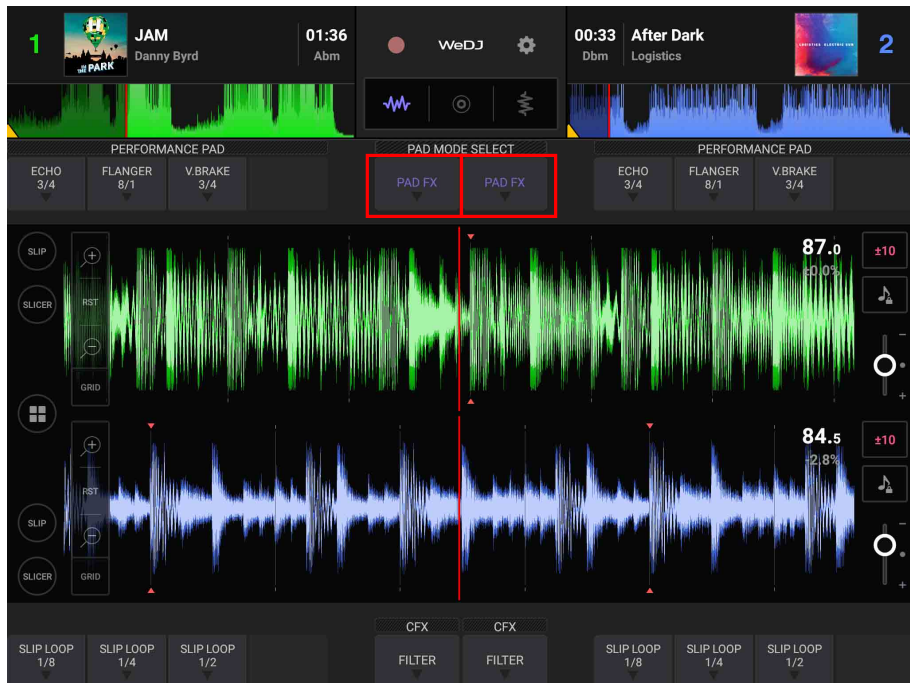 1
JAM
Danny Byrd
01:36
Abm
WeDJ
00:33
Dbm
After Dark
Logistics
2
PARK
LOGISTICS ELECTRIC SUN
PERFORMANCE PAD
PAD MODE SELECT
PERFORMANCE PAD
ECHO
3/4
FLANGER
8/1
V.BRAKE
3/4
PAD FX
PAD FX
ECHO
3/4
FLANGER
8/1
V.BRAKE
3/4
SLIP
SLICER
RST
GRID
87.0
±0.0%
±10
84.5
-2.8%
±10
RST
SLIP
SLICER
GRID
CFX
CFX
SLIP LOOP
1/8
SLIP LOOP
1/4
SLIP LOOP
1/2
FILTER
FILTER
SLIP LOOP
1/8
SLIP LOOP
1/4
SLIP LOOP
1/2